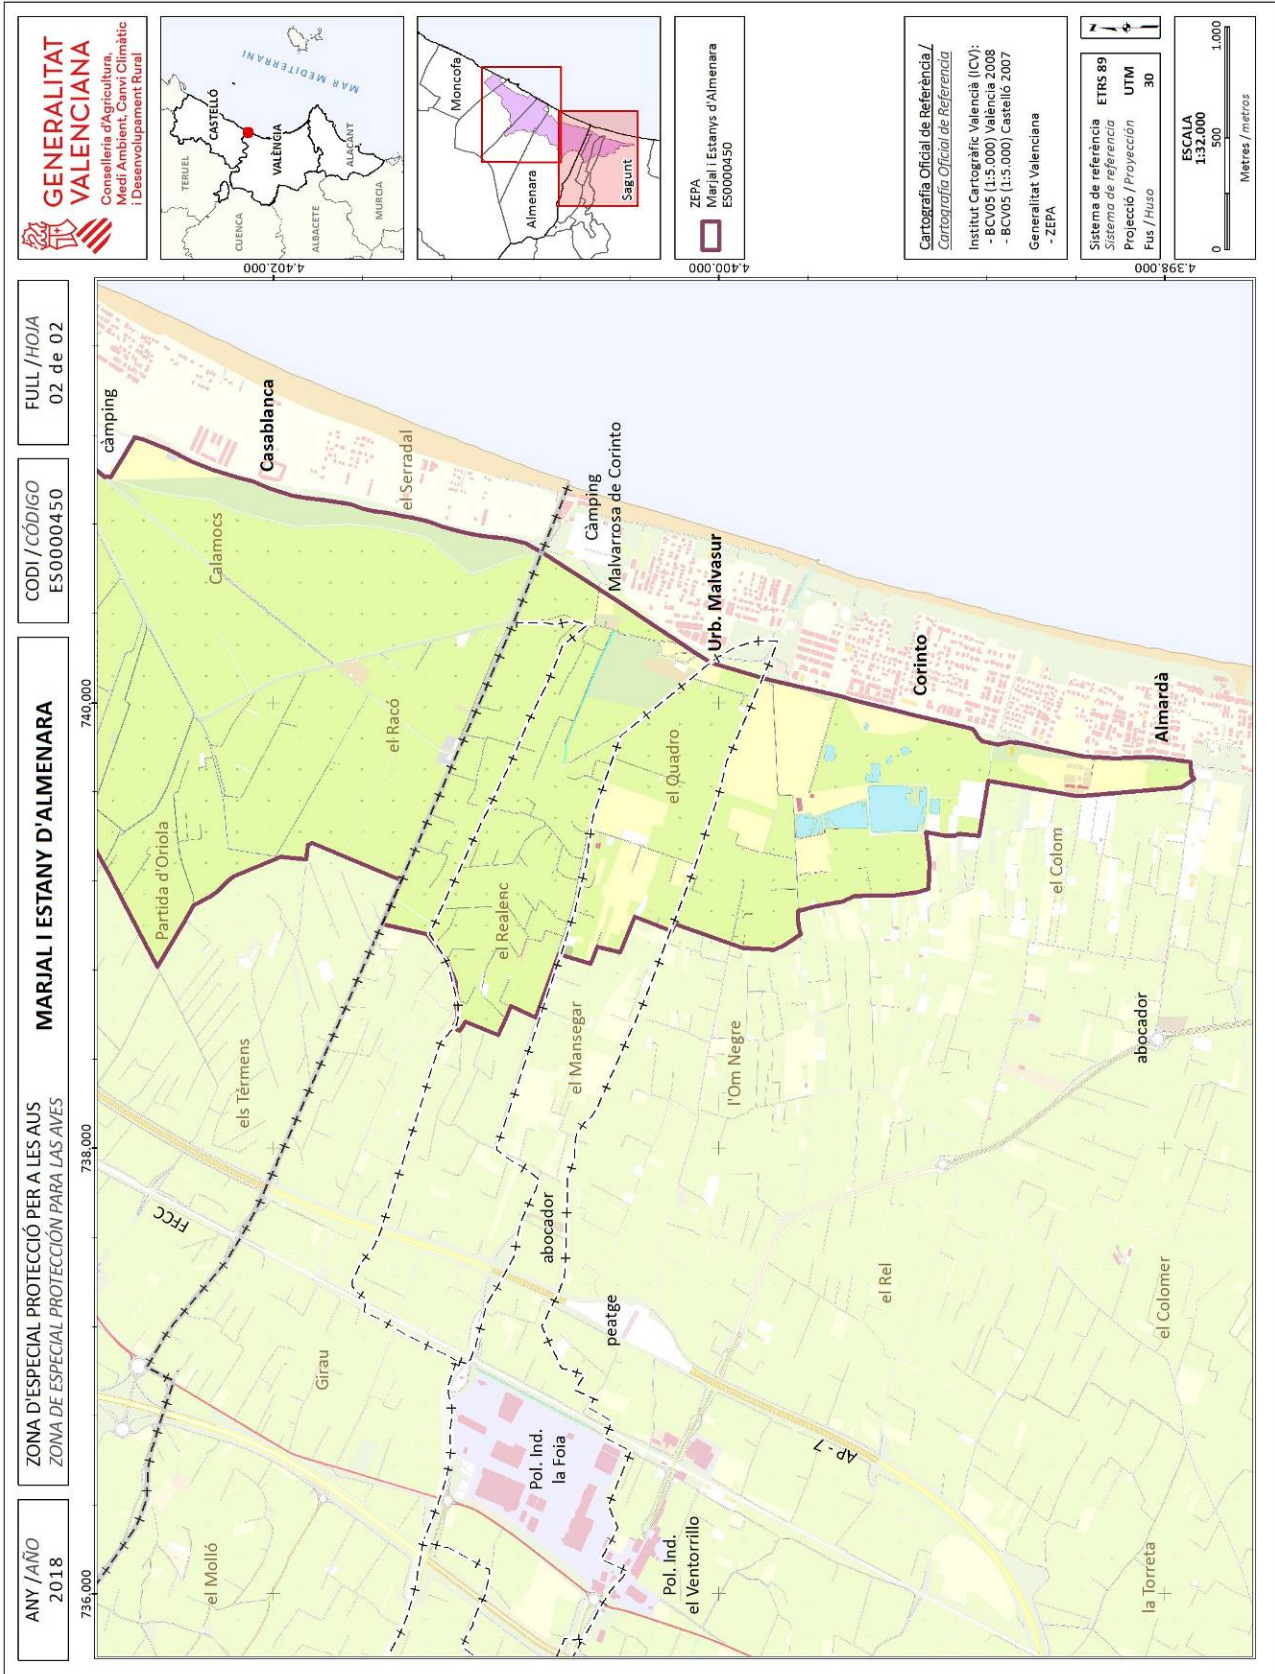 ANY / AÑO
2018
ZONA D'ESPECIAL PROTECCIÓ PER A LES AUS
ZONA DE ESPECIAL PROTECCIÓN PARA LAS AVES
MARJAL I ESTANY D'ALMENARA
CODI / CÓDIGO
ES0000450
FULL / HOJA
02 de 02
GENERALITAT
VALENCIANA
Conselleria d'Agricultura,
Medi Ambient, Canvi Climàtic
i Desenvolupament Rural
TERUEL
CASTELLÓ
CUENCA
VALÈNCIA
ALBACETE
ALACANT
MURCIA
MAR MEDITERRANI
Moncofa
Almenara
Sagunt
ZEPA
Marjal i Estanys d'Almenara
ES0000450
Cartografia Oficial de Referència /
Cartografía Oficial de Referencia
Institut Cartogràfic Valencià (ICV):
- BCV05 (1:5.000) València 2008
- BCV05 (1:5.000) Castelló 2007
Generalitat Valenciana
- ZEPA
Sistema de referència ETRS 89
Sistema de referencia
Projecció / Proyección UTM
Fus / Huso 30
N
ESCALA
1:32.000
0 500 1.000
Metres / metros
736.000
738.000
740.000
4.402.000
4.400.000
4.398.000
càmping
Casablanca
el Serradal
Calamocs
Partida d'Oriola
el Racó
els Térmens
FFCC
Girau
el Molló
Càmping
Malvarrosa de Corinto
Urb. Malvasur
el Quadro
el Realenc
el Mansegar
abocador
peatge
Pol. Ind.
la Foia
Pol. Ind.
el Ventorrillo
l'Om Negre
Corinto
Almardà
el Colom
abocador
el Rel
AP-7
el Colomer
la Torreta